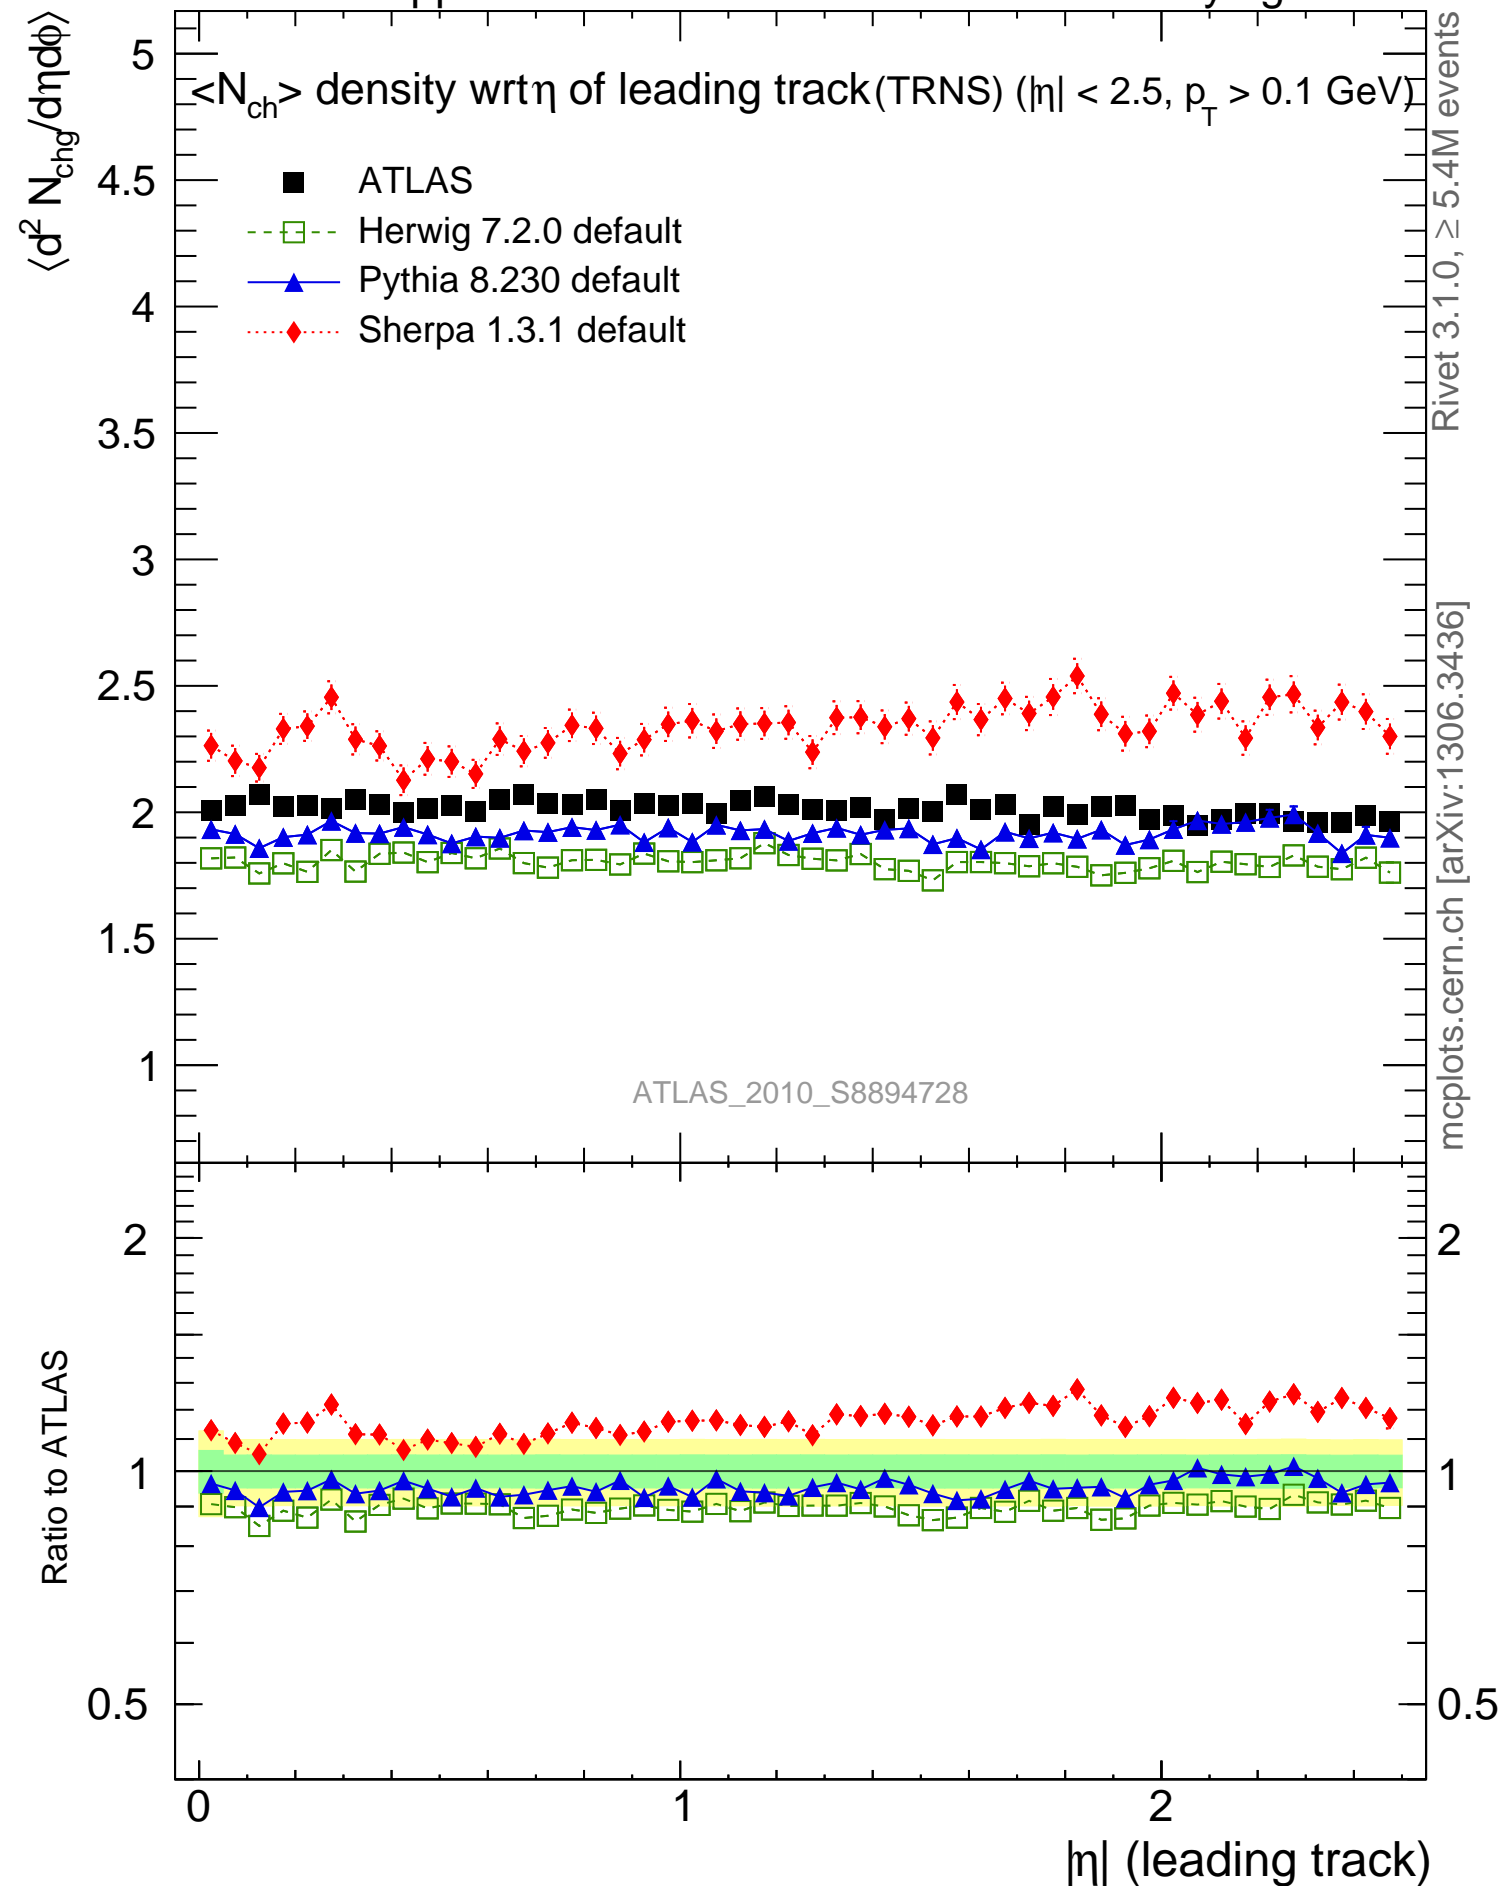 <N_ch> density wrt η of leading track (TRNS) (|η| < 2.5, p_T > 0.1 GeV)
⟨d² N_chg/dηdϕ⟩
ATLAS
Herwig 7.2.0 default
Pythia 8.230 default
Sherpa 1.3.1 default
5
4.5
4
3.5
3
2.5
2
1.5
1
ATLAS_2010_S8894728
Rivet 3.1.0, ≥ 5.4M events
mcplots.cern.ch [arXiv:1306.3436]
Ratio to ATLAS
2
1
0.5
2
1
0.5
0
1
2
|η| (leading track)